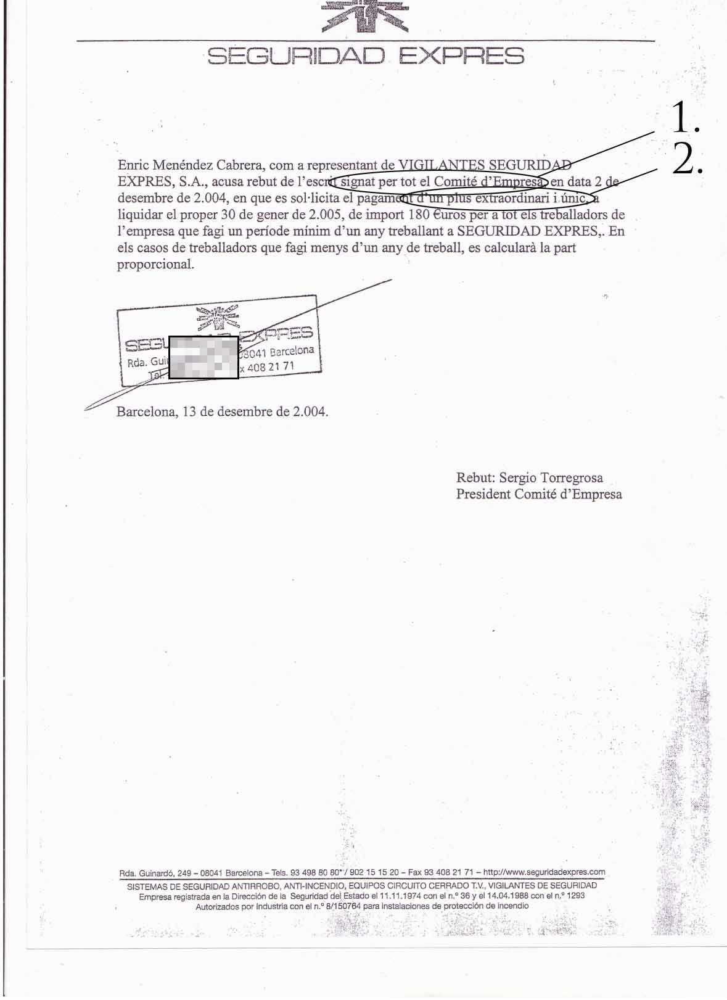 SEGURIDAD EXPRES
1.
2.
Enric Menéndez Cabrera, com a representant de VIGILANTES SEGURIDAD
EXPRES, S.A., acusa rebut de l'escrit signat per tot el Comité d'Empresa, en data 2 de
desembre de 2.004, en que es sol·licita el pagament d'un plus extraordinari i únic, a
liquidar el proper 30 de gener de 2.005, de import 180 €uros per a tot els treballadors de
l'empresa que fagi un període mínim d'un any treballant a SEGURIDAD EXPRES,. En
els casos de treballadors que fagi menys d'un any de treball, es calcularà la part
proporcional.
EXPRES
Rda. 08041 Barcelona
Tel. 408 21 71
Barcelona, 13 de desembre de 2.004.
Rebut: Sergio Torregrosa
President Comité d'Empresa
Rda. Guinardó, 249 – 08041 Barcelona – Tels. 93 498 80 80*/ 902 15 15 20 – Fax 93 408 21 71 – http://www.seguridadexpres.com
SISTEMAS DE SEGURIDAD ANTIRROBO, ANTI-INCENDIO, EQUIPOS CIRCUITO CERRADO T.V., VIGILANTES DE SEGURIDAD
Empresa registrada en la Dirección de la Seguridad del Estado el 11.11.1974 con el n.º 36 y el 14.04.1988 con el n.º 1293
Autorizados por Industria con el n.º 8/150764 para instalaciones de protección de incendio